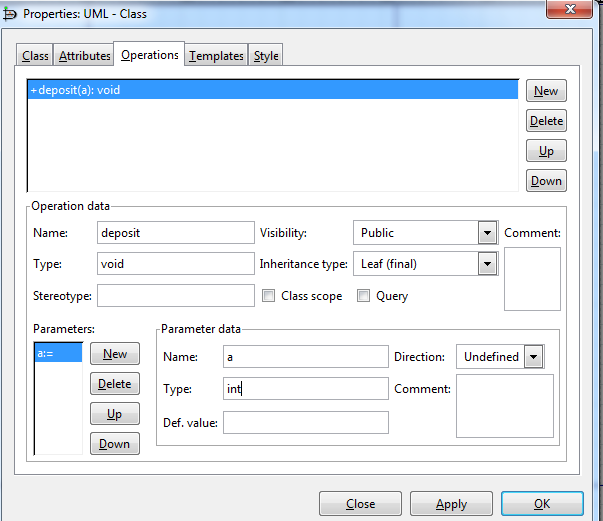 Properties: UML - Class
Class Attributes Operations Templates Style
+deposit(a): void
New
Delete
Up
Down
Operation data
Name: deposit Visibility: Public Comment:
Type: void Inheritance type: Leaf (final)
Stereotype: Class scope Query
Parameters: Parameter data
a:= New Name: a Direction: Undefined
Delete Type: int Comment:
Up Def. value:
Down
Close Apply OK